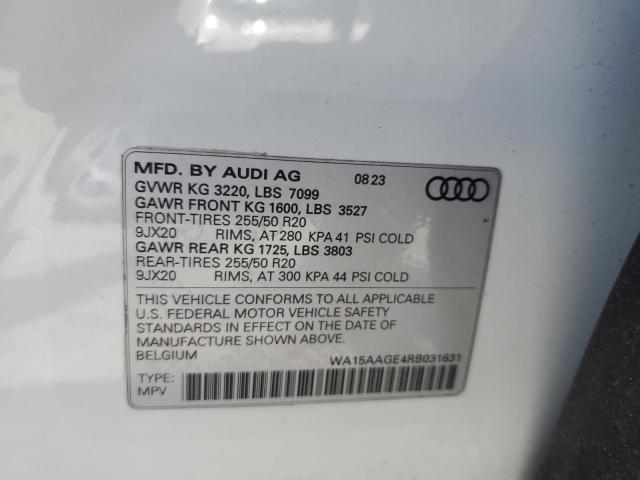 MFD. BY AUDI AG 08 23
GVWR KG 3220, LBS 7099
GAWR FRONT KG 1600, LBS 3527
FRONT-TIRES 255/50 R20
9JX20 RIMS, AT 280 KPA 41 PSI COLD
GAWR REAR KG 1725, LBS 3803
REAR-TIRES 255/50 R20
9JX20 RIMS, AT 300 KPA 44 PSI COLD
THIS VEHICLE CONFORMS TO ALL APPLICABLE
U.S. FEDERAL MOTOR VEHICLE SAFETY
STANDARDS IN EFFECT ON THE DATE OF
MANUFACTURE SHOWN ABOVE.
BELGIUM WA15AAGE4RB031631
TYPE:
MPV